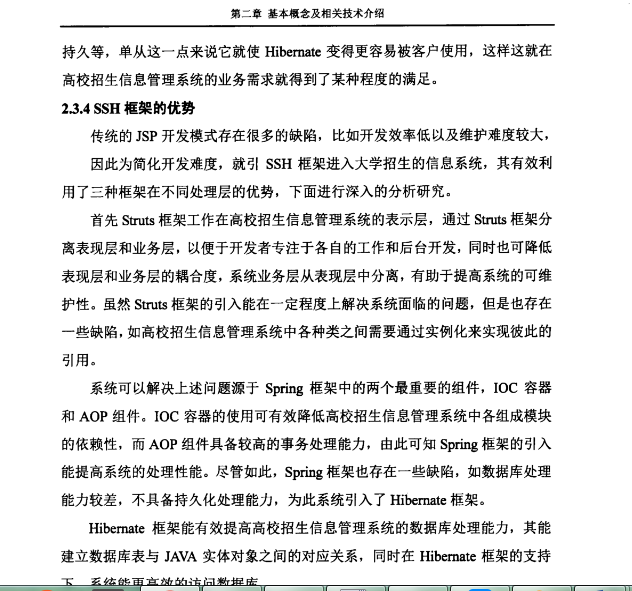 第二章 基本概念及相关技术介绍
持久等，单从这一点来说它就使 Hibernate 变得更容易被客户使用，这样这就在
高校招生信息管理系统的业务需求就得到了某种程度的满足。
2.3.4 SSH 框架的优势
传统的 JSP 开发模式存在很多的缺陷，比如开发效率低以及维护难度较大，
因此为简化开发难度，就引 SSH 框架进入大学招生的信息系统，其有效利
用了三种框架在不同处理层的优势，下面进行深入的分析研究。
首先 Struts 框架工作在高校招生信息管理系统的表示层，通过 Struts 框架分
离表现层和业务层，以便于开发者专注于各自的工作和后台开发，同时也可降低
表现层和业务层的耦合度，系统业务层从表现层中分离，有助于提高系统的可维
护性。虽然 Struts 框架的引入能在一定程度上解决系统面临的问题，但是也存在
一些缺陷，如高校招生信息管理系统中各种类之间需要通过实例化来实现彼此的
引用。
系统可以解决上述问题源于 Spring 框架中的两个最重要的组件，IOC 容器
和 AOP 组件。IOC 容器的使用可有效降低高校招生信息管理系统中各组成模块
的依赖性，而 AOP 组件具备较高的事务处理能力，由此可知 Spring 框架的引入
能提高系统的处理性能。尽管如此，Spring 框架也存在一些缺陷，如数据库处理
能力较差，不具备持久化处理能力，为此系统引入了 Hibernate 框架。
Hibernate 框架能有效提高高校招生信息管理系统的数据库处理能力，其能
建立数据库表与 JAVA 实体对象之间的对应关系，同时在 Hibernate 框架的支持
下，系统能更高效的访问数据库